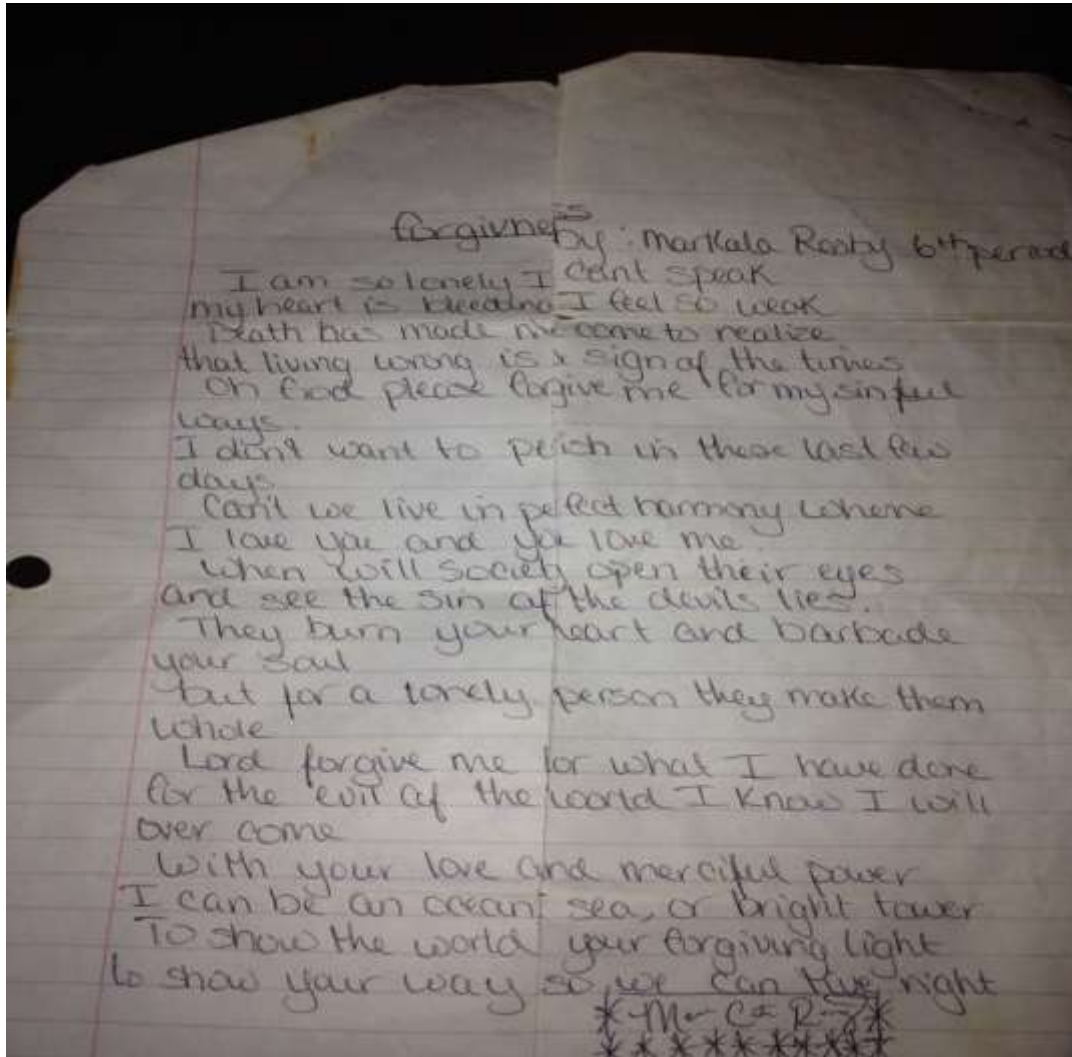 forgivness
by: Markala 6th period
I am so lonely I cant speak
my heart is bleeding I feel so weak
Death has made me come to realize
that living wrong is a sign of the times
Oh God please forgive me for my sinful
ways.
I don't want to perich in these last few
days
Can't we live in perfect harmony where
I love you and you love me.
When will society open their eyes
and see the sin of the devils lies.
They burn your heart and barbade
your soul
but for a lonely person they make them
whole
Lord forgive me for what I have done
for the evil of the world I know I will
over come
With your love and merciful power
I can be an ocean, sea, or bright tower
To show the world your forgiving light
to show your way so we can live right
*M- C= R->*
* * * * * * * * *